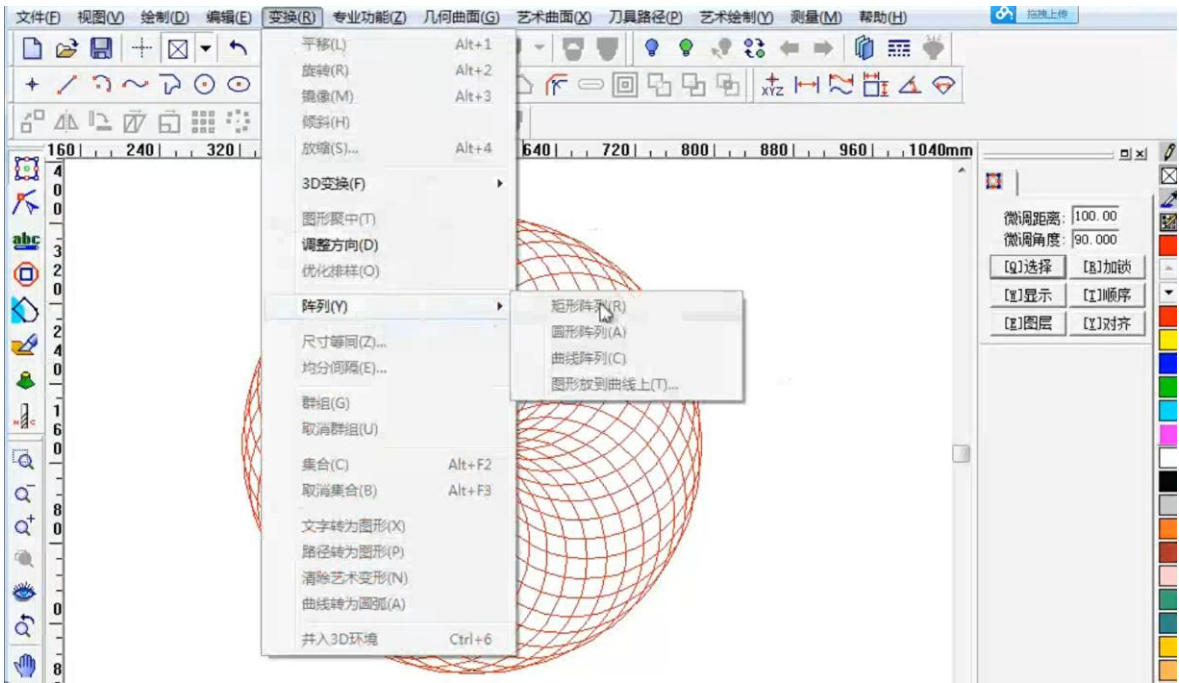 文件(F) 视图(V) 绘制(D) 编辑(E) 变换(R) 专业功能(Z) 几何曲面(G) 艺术曲面(X) 刀具路径(P) 艺术绘制(Y) 测量(M) 帮助(H) 拖拽上传
平移(L) Alt+1
旋转(R) Alt+2
镜像(M) Alt+3
倾斜(H)
放缩(S)... Alt+4
3D变换(F)
图形聚中(T)
调整方向(D)
优化排样(O)
阵列(Y)
矩形阵列(R)
圆形阵列(A)
曲线阵列(C)
图形放到曲线上(T)...
尺寸等同(Z)...
均分间隔(E)...
群组(G)
取消群组(U)
集合(C) Alt+F2
取消集合(B) Alt+F3
文字转为图形(X)
路径转为图形(P)
清除艺术变形(N)
曲线转为圆弧(A)
并入3D环境 Ctrl+6
XYZ
160 240 320 640 720 800 880 960 1040mm
400
320
240
160
80
0
8
abc
微调距离: 100.00
微调角度: 90.000
[Q]选择 [R]加锁
[W]显示 [T]顺序
[E]图层 [Y]对齐